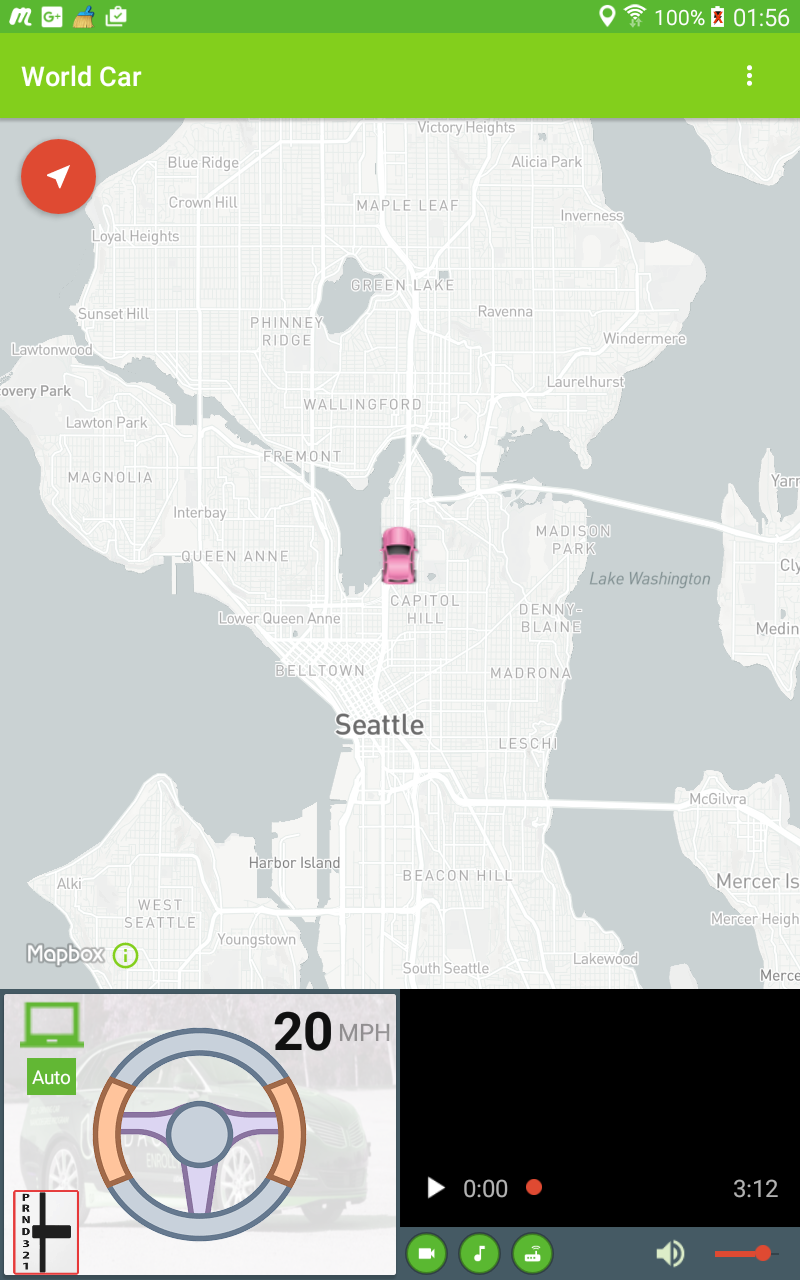 100% 01:56
World Car
Victory Heights
Blue Ridge
Alicia Park
Crown Hill
MAPLE LEAF
Inverness
Loyal Heights
GREEN LAKE
Sunset Hill
Ravenna
PHINNEY
RIDGE
Windermere
Lawtonwood
Laurelhurst
overy Park
WALLINGFORD
Lawton Park
FREMONT
MAGNOLIA
Yarr
Interbay
MADISON
PARK
QUEEN ANNE
Cly
Lake Washington
CAPITOL
HILL
DENNY-
BLAINE
Lower Queen Anne
Medin
BELLTOWN
MADRONA
Seattle
LESCHI
McGilvra
Harbor Island
BEACON HILL
Alki
Mercer Is
WEST
SEATTLE
Mercer Heigh
Youngstown
Lakewood
Mapbox
South Seattle
Merce
20 MPH
Auto
P
R
N
D
3
2
1
0:00 3:12